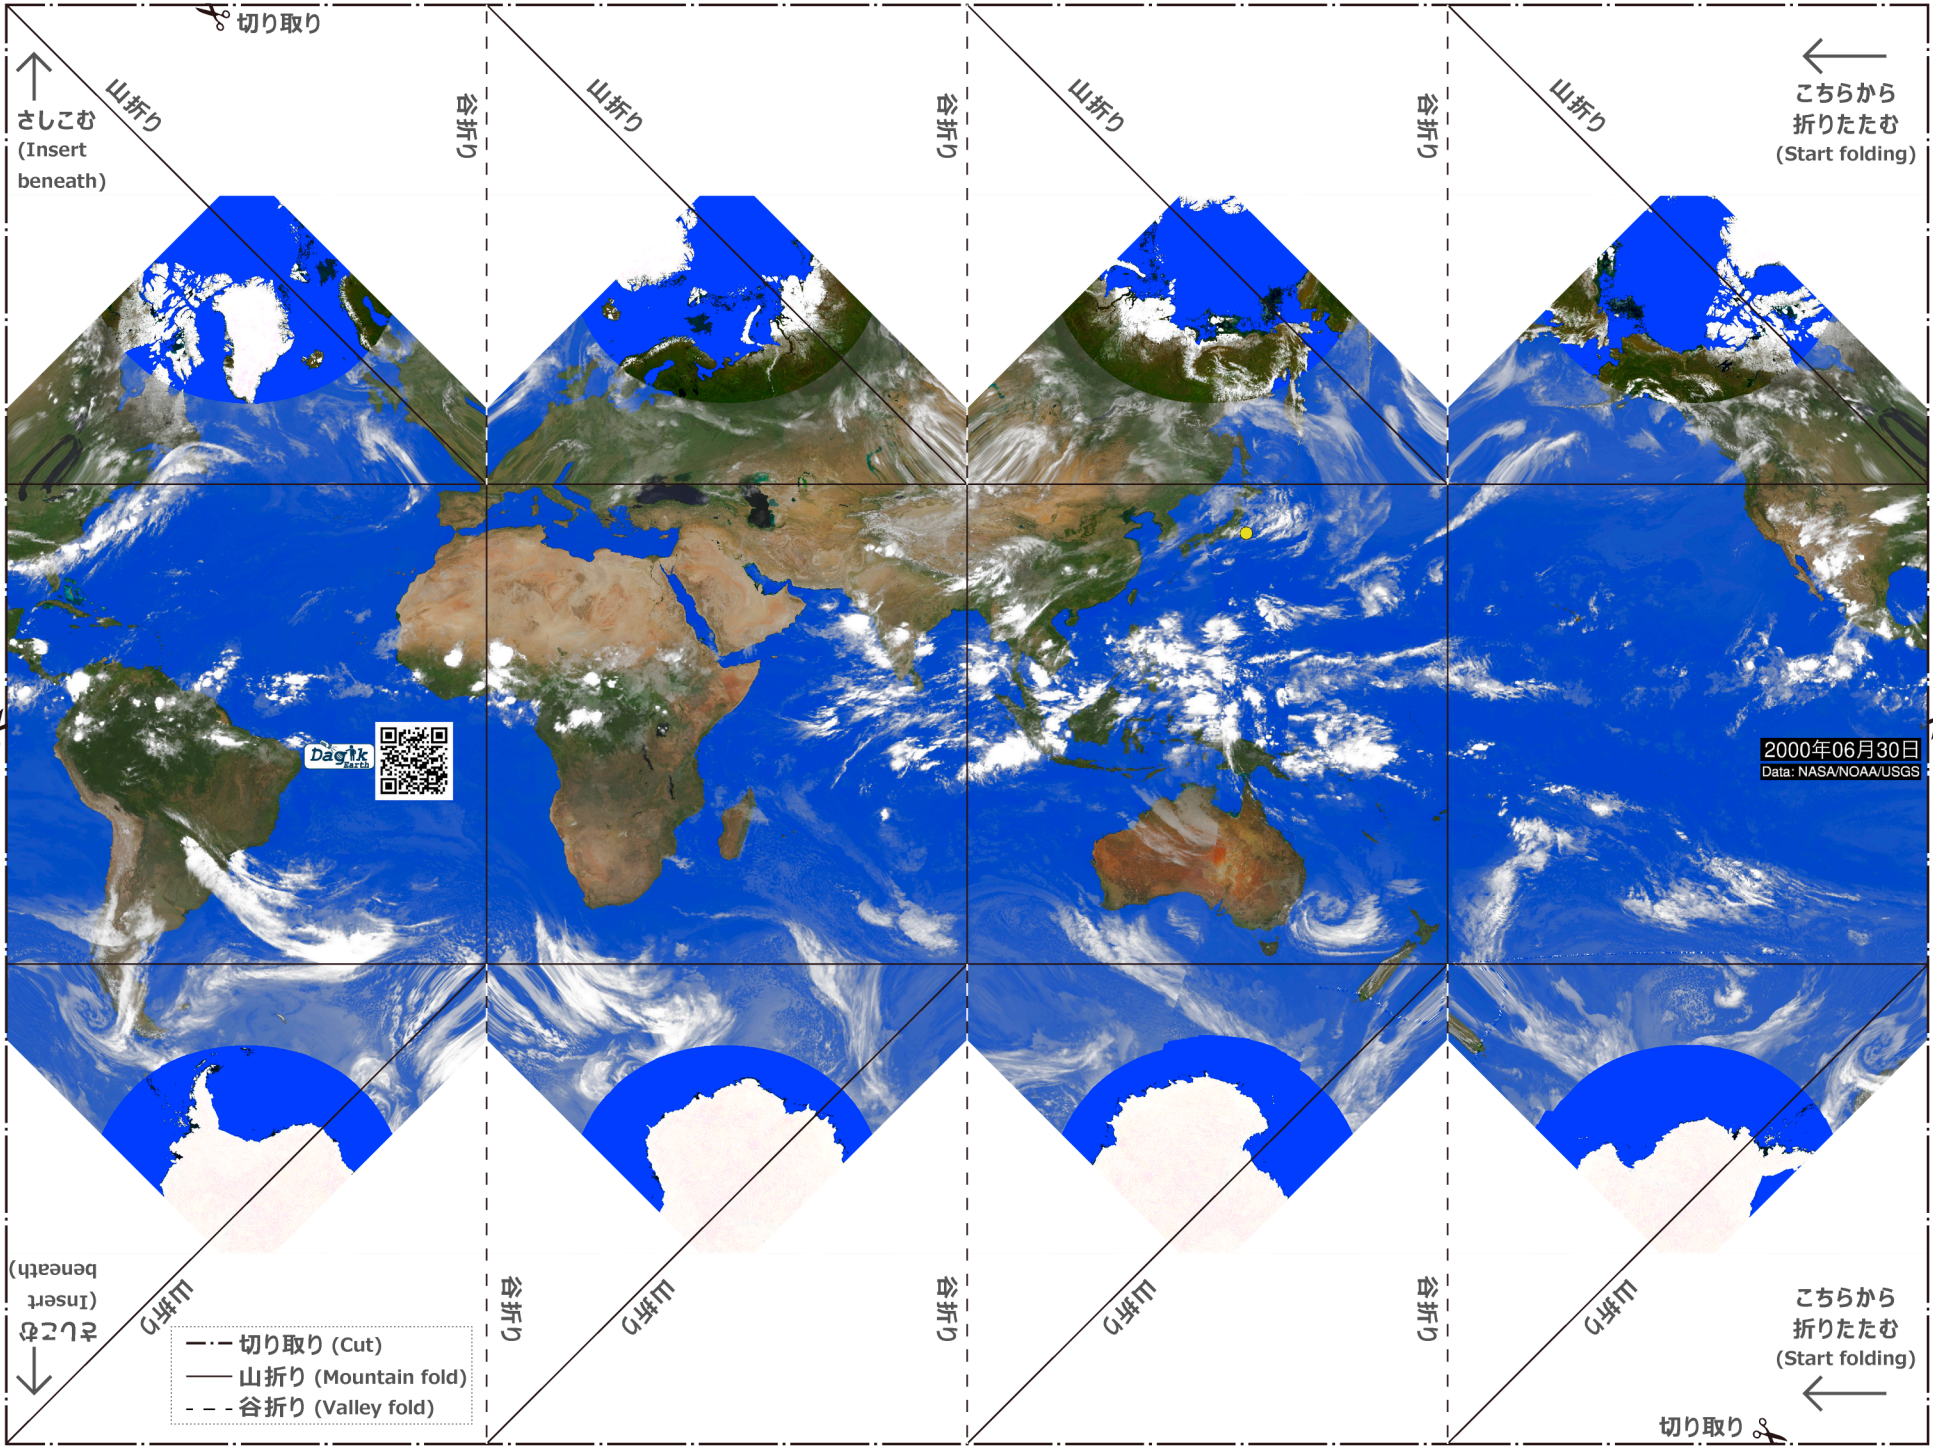 切り取り
山折り
谷折り
山折り
谷折り
山折り
谷折り
山折り
さしこむ
(Insert
beneath)
こちらから
折りたたむ
(Start folding)
Dagik
Earth
2000年06月30日
Data: NASA/NOAA/USGS
さしこむ
(Insert
beneath)
山折り
谷折り
山折り
谷折り
山折り
谷折り
山折り
こちらから
折りたたむ
(Start folding)
切り取り (Cut)
山折り (Mountain fold)
谷折り (Valley fold)
切り取り